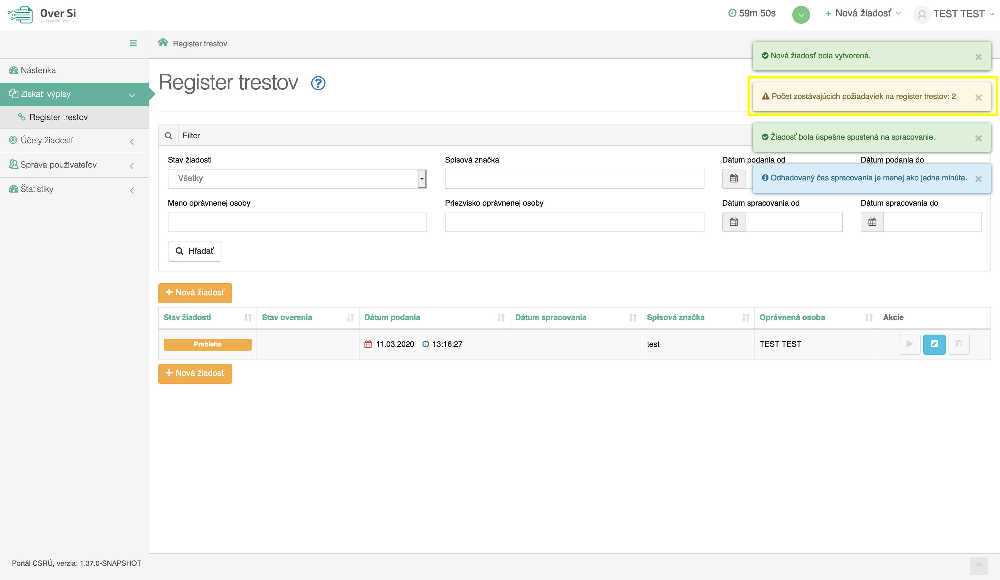 Over Si
Centrálne údaje
59m 50s
Nová žiadosť
TEST TEST
Register trestov
Nová žiadosť bola vytvorená.
Nástenka
Získať výpisy
Register trestov
Účely žiadostí
Správa používateľov
Štatistiky
Register trestov
Počet zostávajúcich požiadaviek na register trestov: 2
Filter
Žiadosť bola úspešne spustená na spracovanie.
Stav žiadosti
Spisová značka
Dátum podania od
Dátum podania do
Všetky
Odhadovaný čas spracovania je menej ako jedna minúta.
Meno oprávnenej osoby
Priezvisko oprávnenej osoby
Dátum spracovania od
Dátum spracovania do
Hľadať
Nová žiadosť
Stav žiadosti
Stav overenia
Dátum podania
Dátum spracovania
Spisová značka
Oprávnená osoba
Akcie
Prebieha
11.03.2020 13:16:27
test
TEST TEST
Nová žiadosť
Portál CSRÚ, verzia: 1.37.0-SNAPSHOT